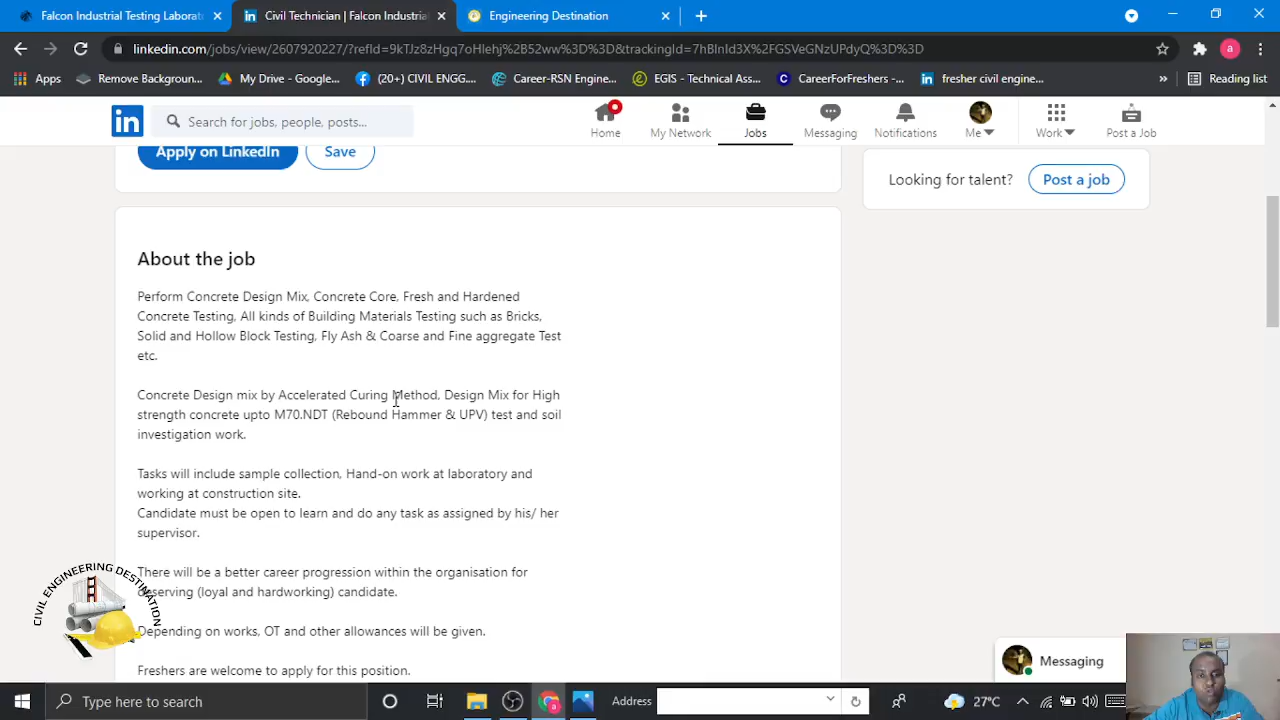 Falcon Industrial Testing Laborat
Civil Technician | Falcon Industria
Engineering Destination
linkedin.com/jobs/view/2607920227/?refId=9kTJz8zHgq7oHlehj%2B52ww%3D%3D&trackingId=7hBlnId3X%2FGSVeGNzUPdyQ%3D%3D
a
Apps
Remove Backgroun...
My Drive - Google...
(20+) CIVIL ENGG...
Career-RSN Engine...
EGIS - Technical Ass...
CareerForFreshers -...
fresher civil engine...
»
Reading list
in
Search for jobs, people, posts...
Home
My Network
Jobs
Messaging
Notifications
Me
Work
Post a Job
Apply on LinkedIn
Save
Looking for talent?
Post a job
About the job
Perform Concrete Design Mix, Concrete Core, Fresh and Hardened
Concrete Testing, All kinds of Building Materials Testing such as Bricks,
Solid and Hollow Block Testing, Fly Ash & Coarse and Fine aggregate Test
etc.
Concrete Design mix by Accelerated Curing Method, Design Mix for High
strength concrete upto M70.NDT (Rebound Hammer & UPV) test and soil
investigation work.
Tasks will include sample collection, Hand-on work at laboratory and
working at construction site.
Candidate must be open to learn and do any task as assigned by his/ her
supervisor.
There will be a better career progression within the organisation for
deserving (loyal and hardworking) candidate.
Depending on works, OT and other allowances will be given.
Freshers are welcome to apply for this position.
CIVIL ENGINEERING DESTINATION
Messaging
Type here to search
Address
27°C